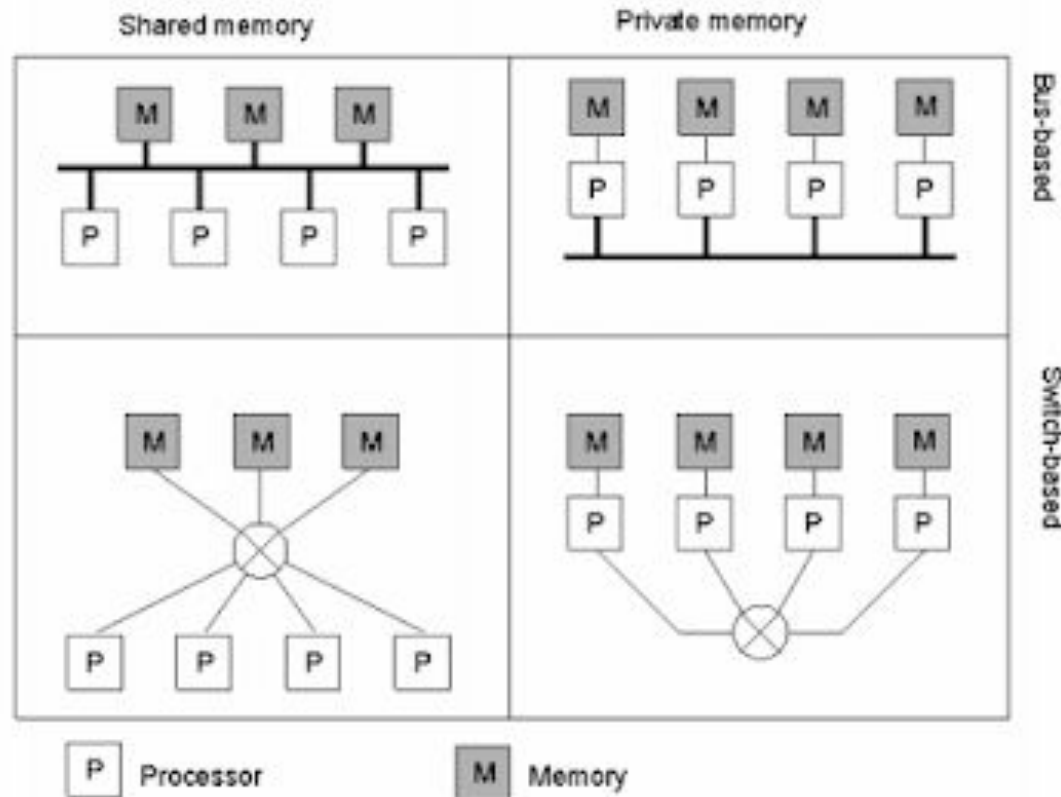 Shared memory
Private memory
M M M
P P P P
M M M M
P P P P
Bus-based
M M M
P P P P
M M M M
P P P P
Switch-based
P Processor
M Memory